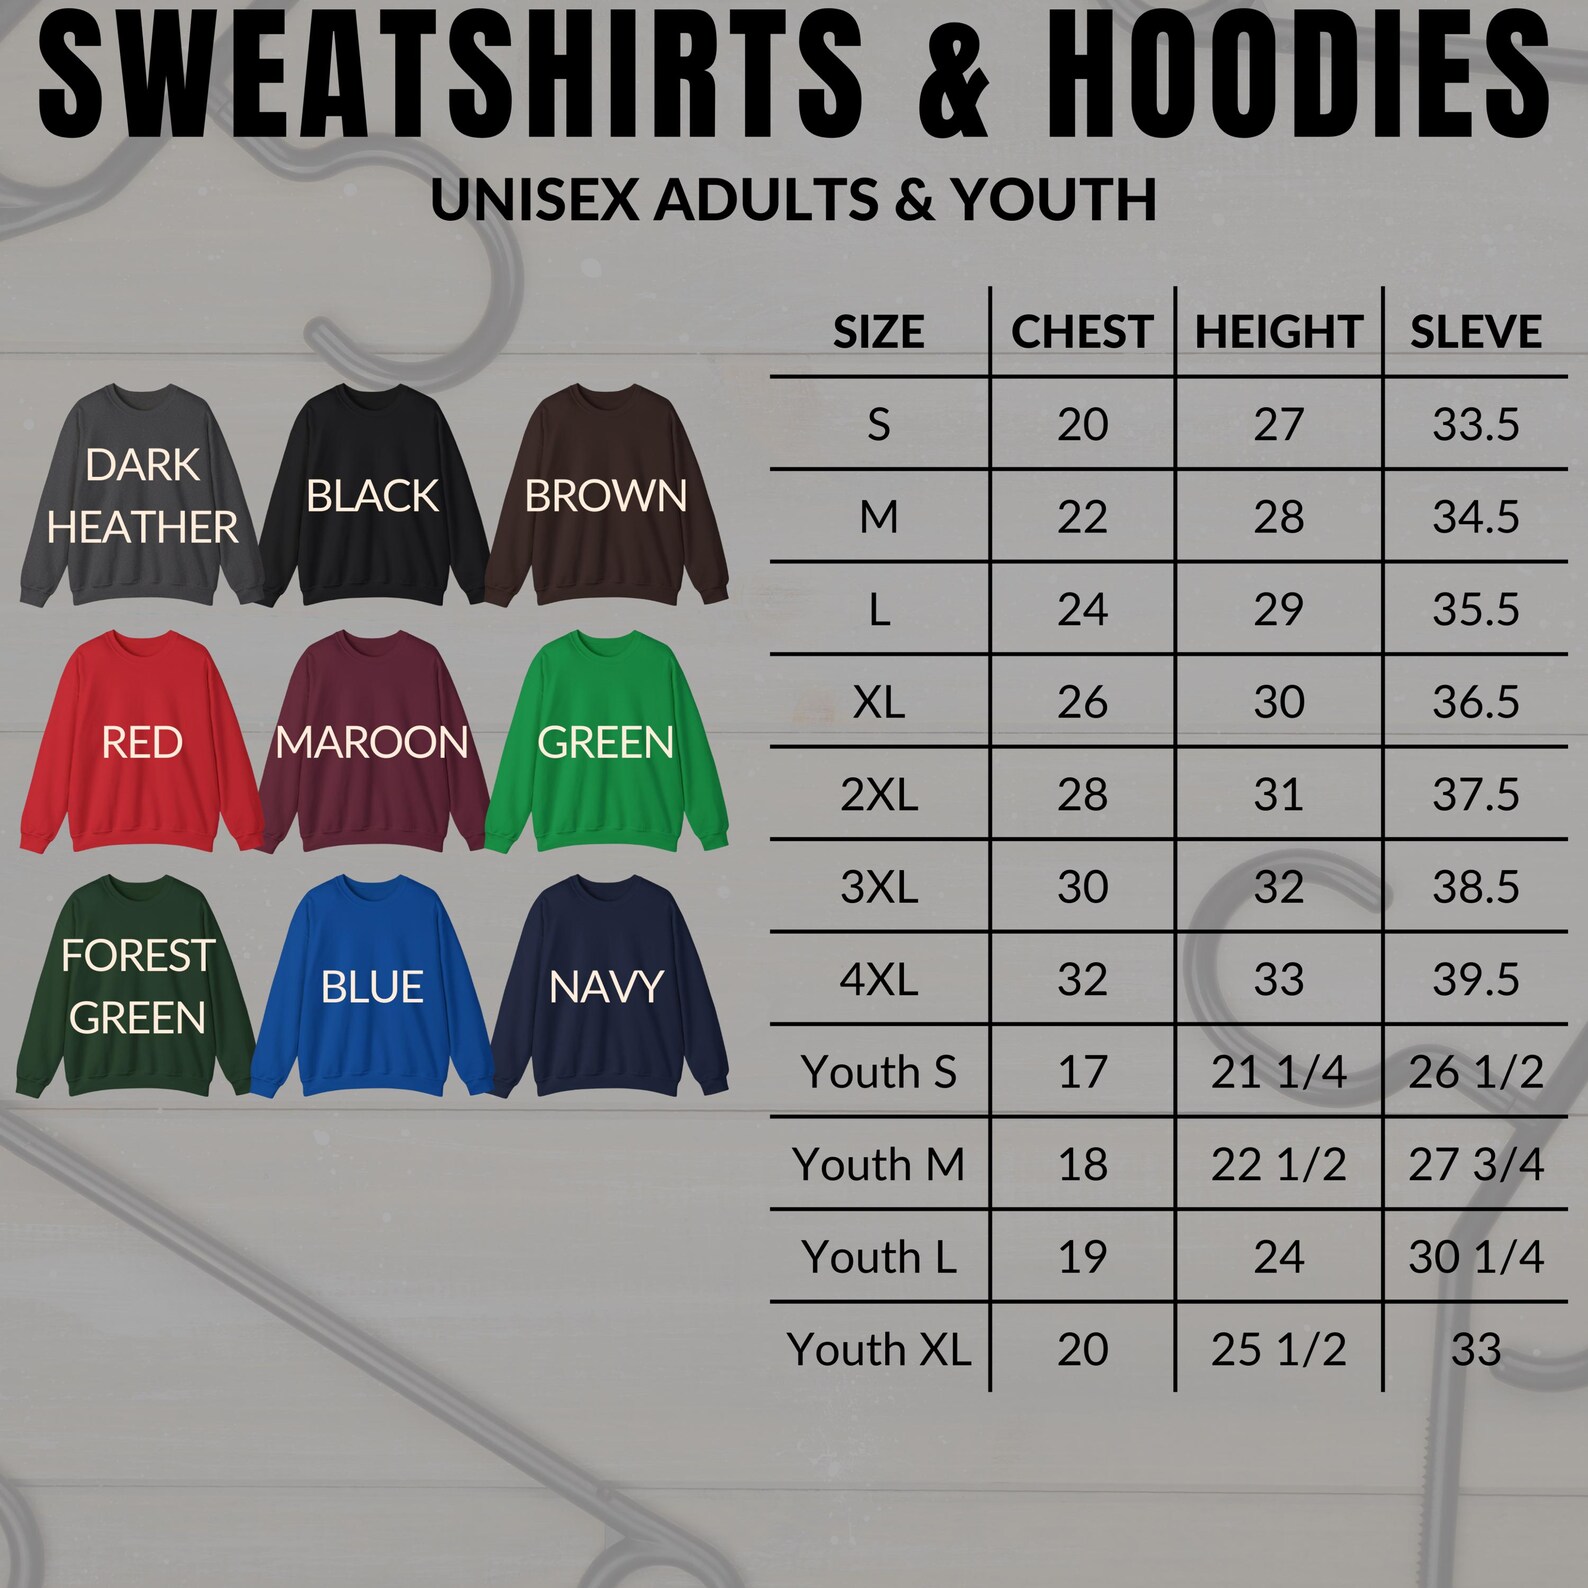 SWEATSHIRTS & HOODIES
UNISEX ADULTS & YOUTH
DARK
HEATHER
BLACK
BROWN
RED
MAROON
GREEN
FOREST
GREEN
BLUE
NAVY
SIZE CHEST HEIGHT SLEVE
S 20 27 33.5
M 22 28 34.5
L 24 29 35.5
XL 26 30 36.5
2XL 28 31 37.5
3XL 30 32 38.5
4XL 32 33 39.5
Youth S 17 21 1/4 26 1/2
Youth M 18 22 1/2 27 3/4
Youth L 19 24 30 1/4
Youth XL 20 25 1/2 33